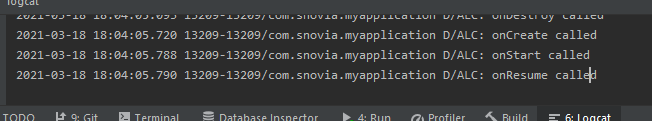 logcat
2021-03-18 18:04:05.695 13209-13209/com.snovia.myapplication D/ALC: onDestroy called
2021-03-18 18:04:05.720 13209-13209/com.snovia.myapplication D/ALC: onCreate called
2021-03-18 18:04:05.788 13209-13209/com.snovia.myapplication D/ALC: onStart called
2021-03-18 18:04:05.790 13209-13209/com.snovia.myapplication D/ALC: onResume called
TODO 9: Git Terminal Database Inspector 4: Run Profiler Build 6: Logcat